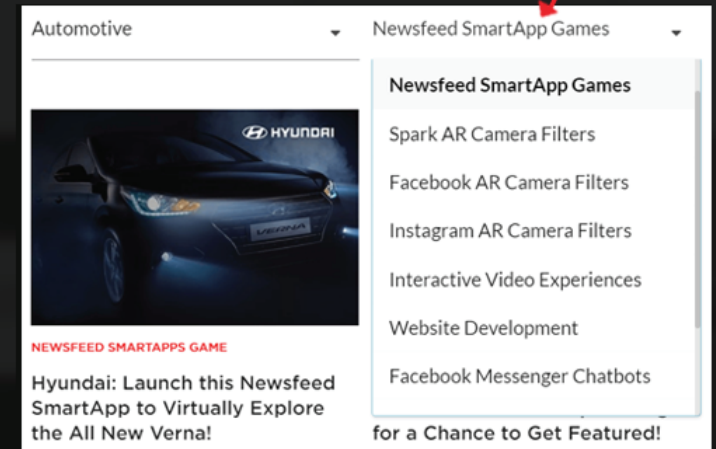 Automotive
Newsfeed SmartApp Games
Newsfeed SmartApp Games
Spark AR Camera Filters
Facebook AR Camera Filters
Instagram AR Camera Filters
Interactive Video Experiences
Website Development
Facebook Messenger Chatbots
HYUNDAI
VERNA
NEWSFEED SMARTAPPS GAME
Hyundai: Launch this Newsfeed
SmartApp to Virtually Explore
the All New Verna!
for a Chance to Get Featured!